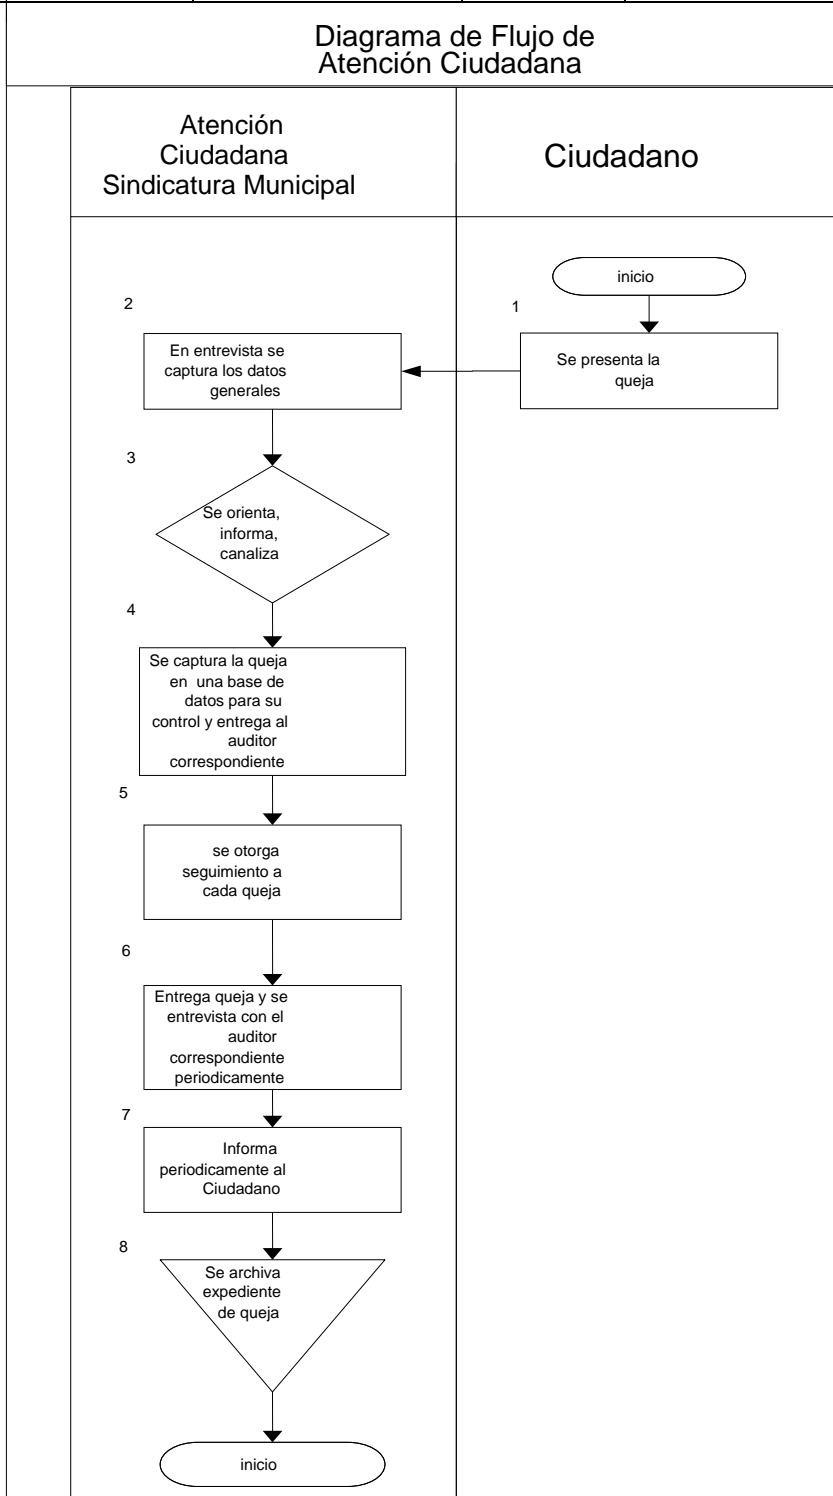 Diagrama de Flujo de
Atención Ciudadana
Atención
Ciudadana
Sindicatura Municipal
Ciudadano
inicio
1
Se presenta la
queja
2
En entrevista se
captura los datos
generales
3
Se orienta,
informa,
canaliza
4
Se captura la queja
en una base de
datos para su
control y entrega al
auditor
correspondiente
5
se otorga
seguimiento a
cada queja
6
Entrega queja y se
entrevista con el
auditor
correspondiente
periodicamente
7
Informa
periodicamente al
Ciudadano
8
Se archiva
expediente
de queja
inicio